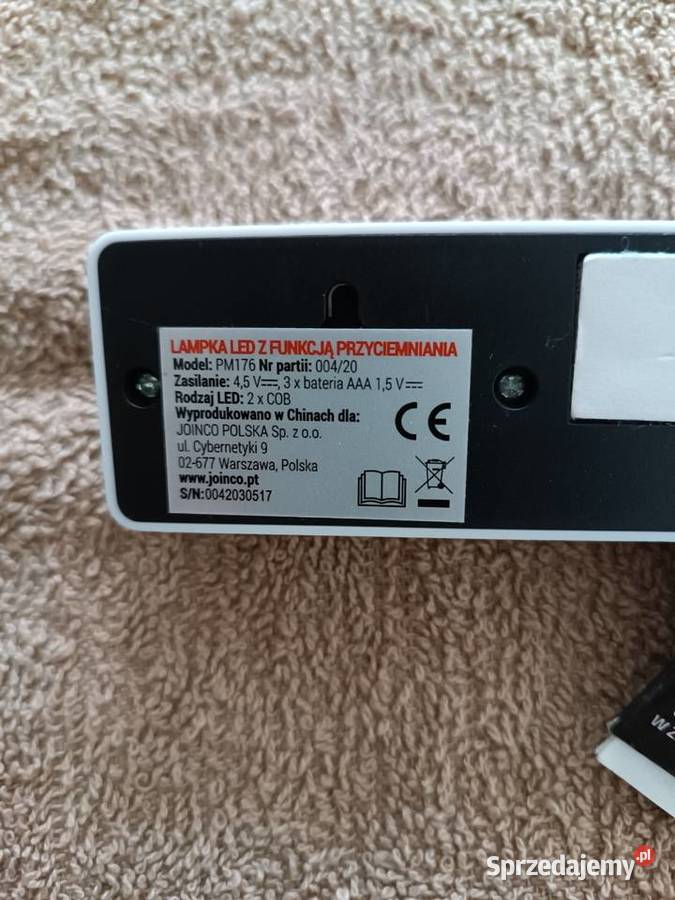 LAMPKA LED Z FUNKCJĄ PRZYCIEMNIANIA
Model: PM176 Nr partii: 004/20
Zasilanie: 4,5 V⎓, 3 x bateria AAA 1,5 V⎓
Rodzaj LED: 2 x COB
Wyprodukowano w Chinach dla:
JOINCO POLSKA Sp. z o.o.
ul. Cybernetyki 9
02-677 Warszawa, Polska
www.joinco.pt
S/N:0042030517
CE
Sprzedajemy.pl